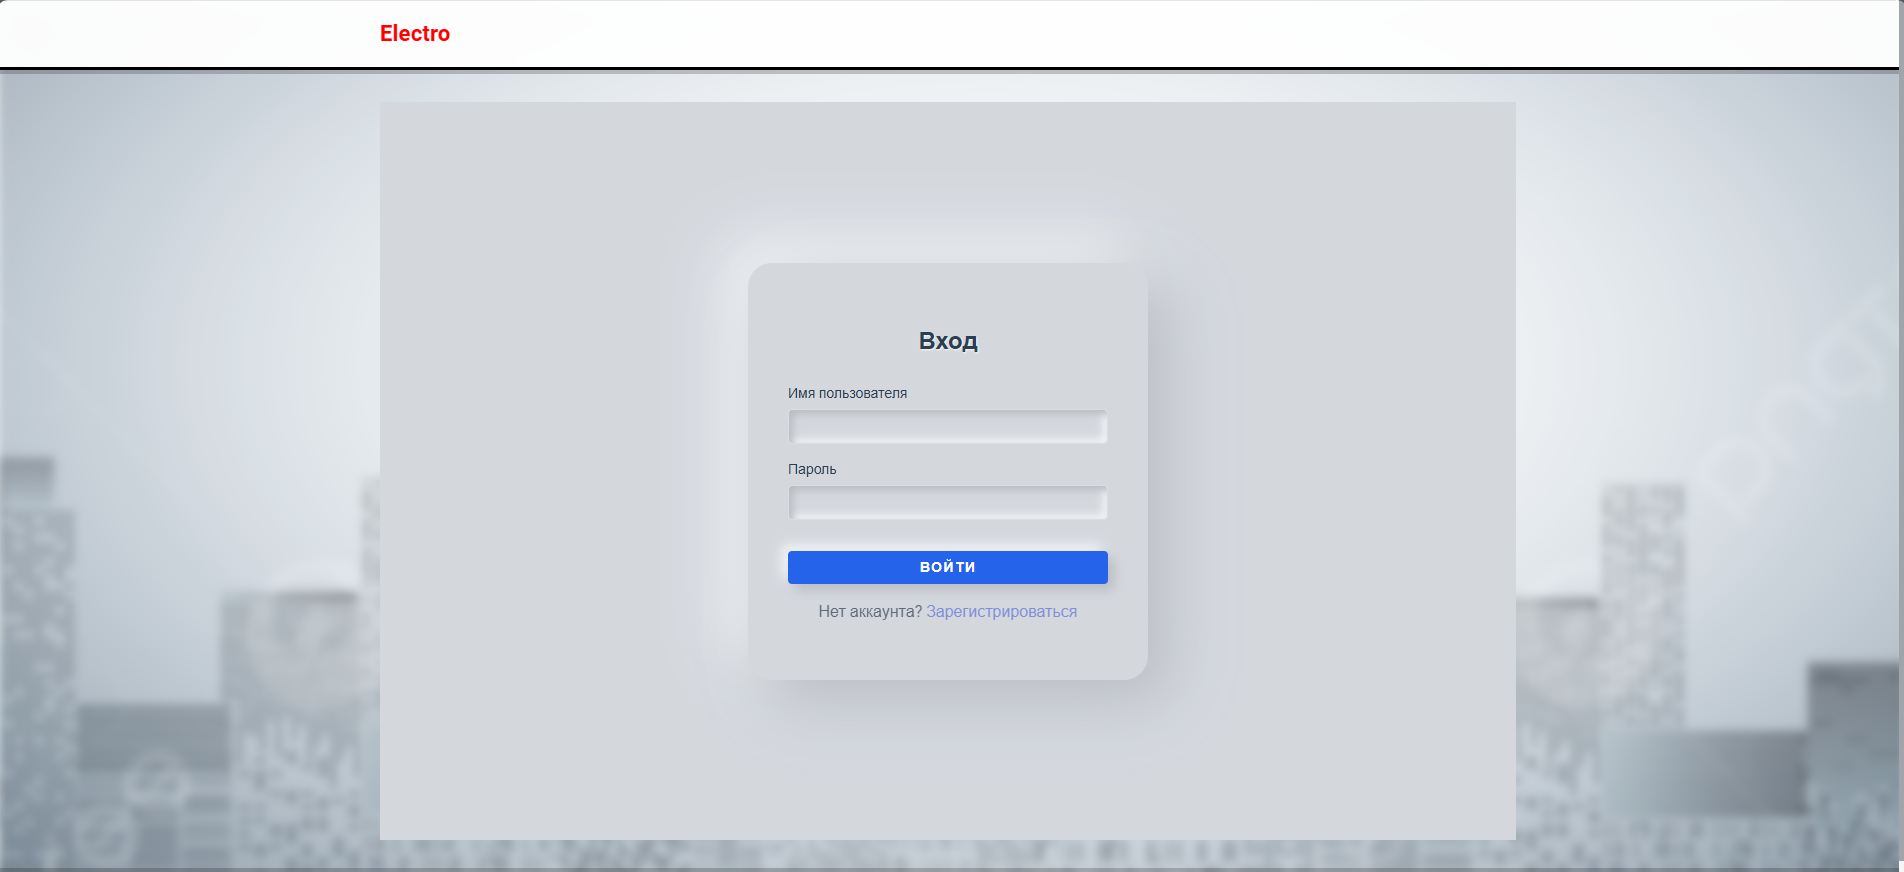 Electro
Вход
Имя пользователя
Пароль
ВОЙТИ
Нет аккаунта? Зарегистрироваться